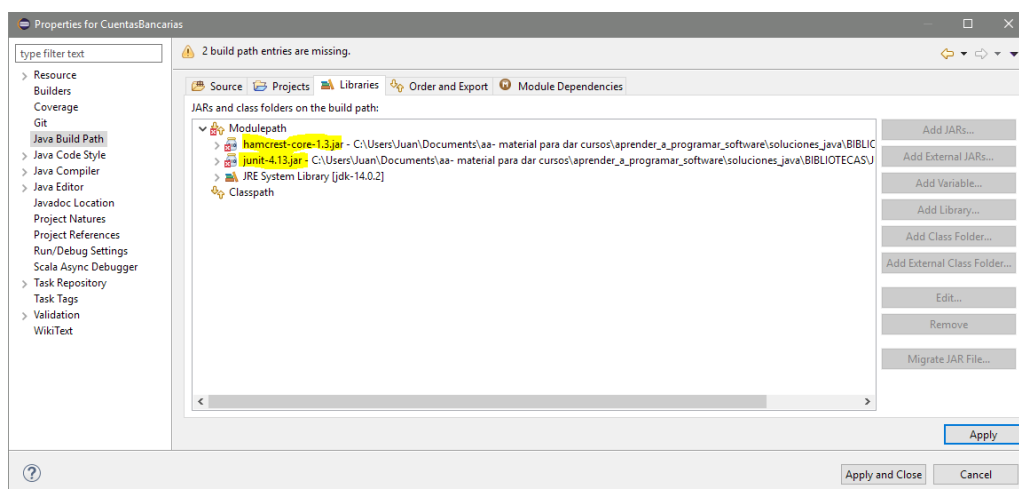 Properties for CuentasBancarias
type filter text
2 build path entries are missing.
Resource
Builders
Coverage
Git
Java Build Path
Java Code Style
Java Compiler
Java Editor
Javadoc Location
Project Natures
Project References
Run/Debug Settings
Scala Async Debugger
Task Repository
Task Tags
Validation
WikiText
Source Projects Libraries Order and Export Module Dependencies
JARs and class folders on the build path:
Modulepath
hamcrest-core-1.3.jar - C:\Users\Juan\Documents\aa- material para dar cursos\aprender_a_programar_software\soluciones_java\BIBLIC
junit-4.13.jar - C:\Users\Juan\Documents\aa- material para dar cursos\aprender_a_programar_software\soluciones_java\BIBLIOTECAS\J
JRE System Library [jdk-14.0.2]
Classpath
Add JARs...
Add External JARs...
Add Variable...
Add Library...
Add Class Folder...
Add External Class Folder...
Edit...
Remove
Migrate JAR File...
Apply
?
Apply and Close Cancel